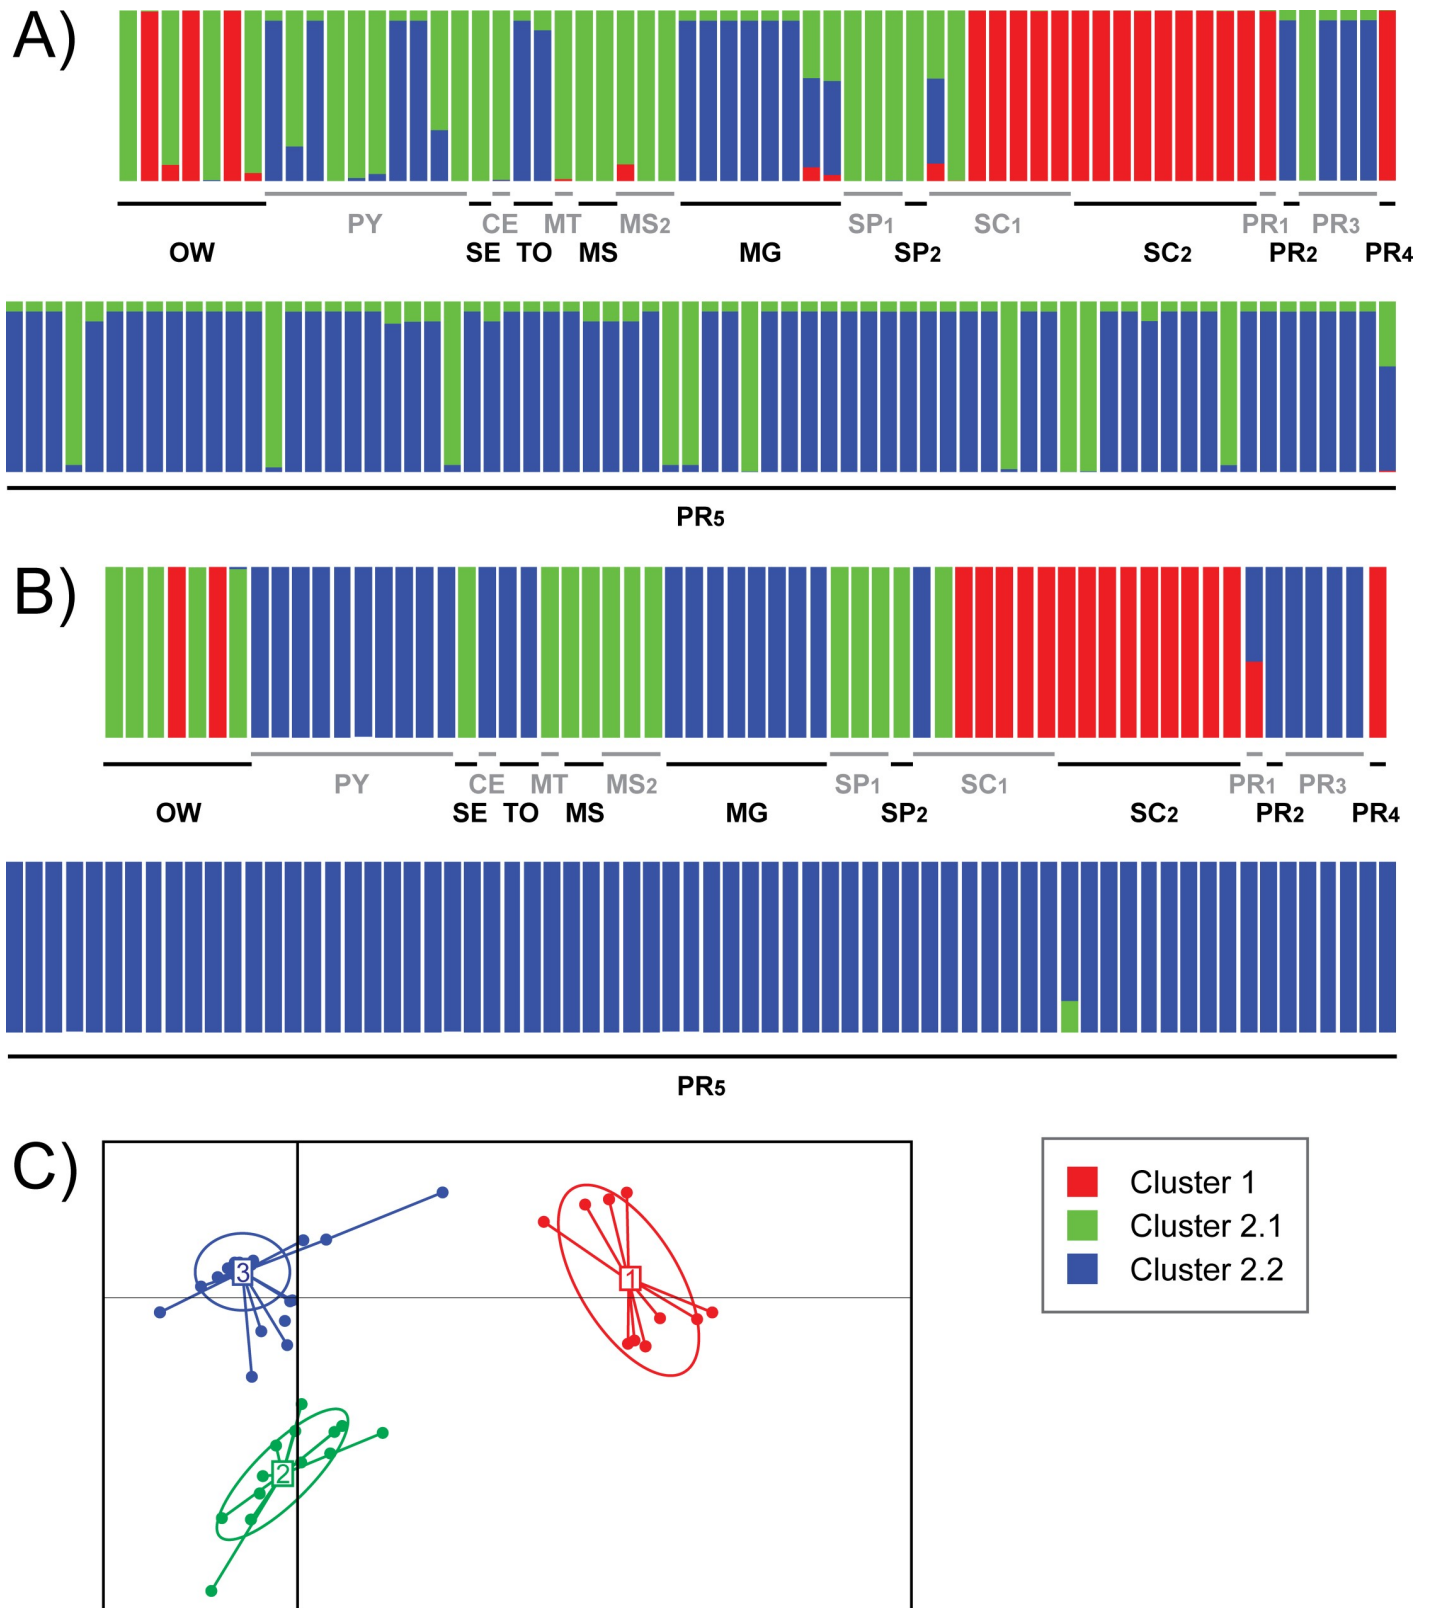 A)
PY CE MT MS2 SP1 SC1 PR1 PR3
OW SE TO MS MG SP2 SC2 PR2 PR4
PR5
B)
PY CE MT MS2 SP1 SC1 PR1 PR3
OW SE TO MS MG SP2 SC2 PR2 PR4
PR5
C)
Cluster 1
Cluster 2.1
Cluster 2.2
3
1
2